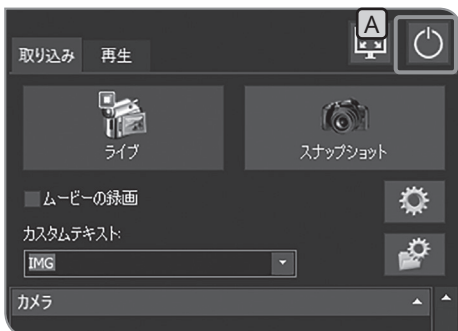 A
取り込み 再生
ライブ スナップショット
ムービーの録画
カスタムテキスト:
IMG
カメラ